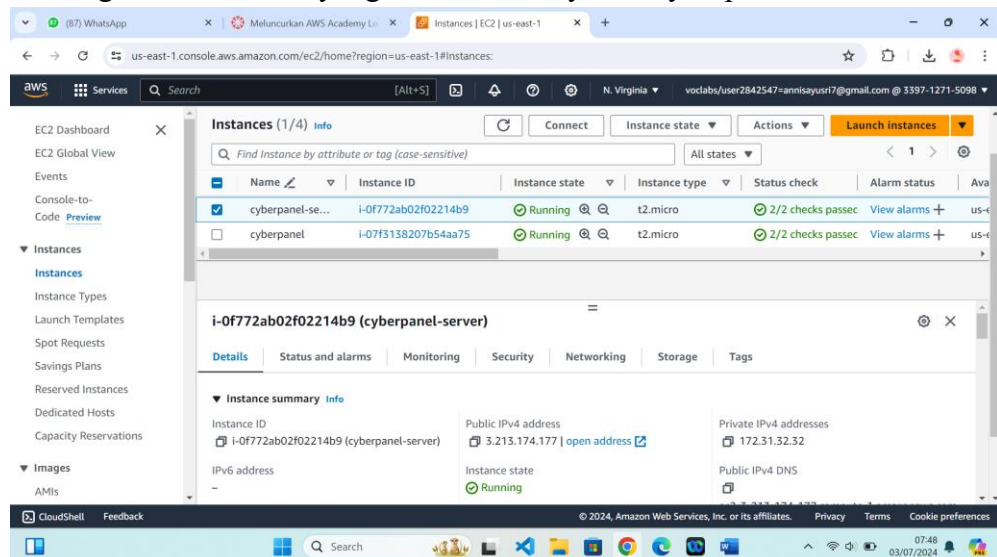 (87) WhatsApp
Meluncurkan AWS Academy Le
Instances | EC2 | us-east-1
us-east-1.console.aws.amazon.com/ec2/home?region=us-east-1#Instances:
aws Services Search [Alt+S] N. Virginia voclabs/user2842547=annisayusri7@gmail.com @ 3397-1271-5098
EC2 Dashboard
EC2 Global View
Events
Console-to-
Code Preview
Instances
Instances
Instance Types
Launch Templates
Spot Requests
Savings Plans
Reserved Instances
Dedicated Hosts
Capacity Reservations
Images
AMIs
Instances (1/4) Info Connect Instance state Actions Launch instances
Find Instance by attribute or tag (case-sensitive) All states 1
Name Instance ID Instance state Instance type Status check Alarm status Ava
cyberpanel-se... i-0f772ab02f02214b9 Running t2.micro 2/2 checks passec View alarms + us-e
cyberpanel i-07f3138207b54aa75 Running t2.micro 2/2 checks passec View alarms + us-e
i-0f772ab02f02214b9 (cyberpanel-server)
Details Status and alarms Monitoring Security Networking Storage Tags
Instance summary Info
Instance ID Public IPv4 address Private IPv4 addresses
i-0f772ab02f02214b9 (cyberpanel-server) 3.213.174.177 | open address 172.31.32.32
IPv6 address Instance state Public IPv4 DNS
– Running
CloudShell Feedback © 2024, Amazon Web Services, Inc. or its affiliates. Privacy Terms Cookie preferences
Search 07:48
03/07/2024